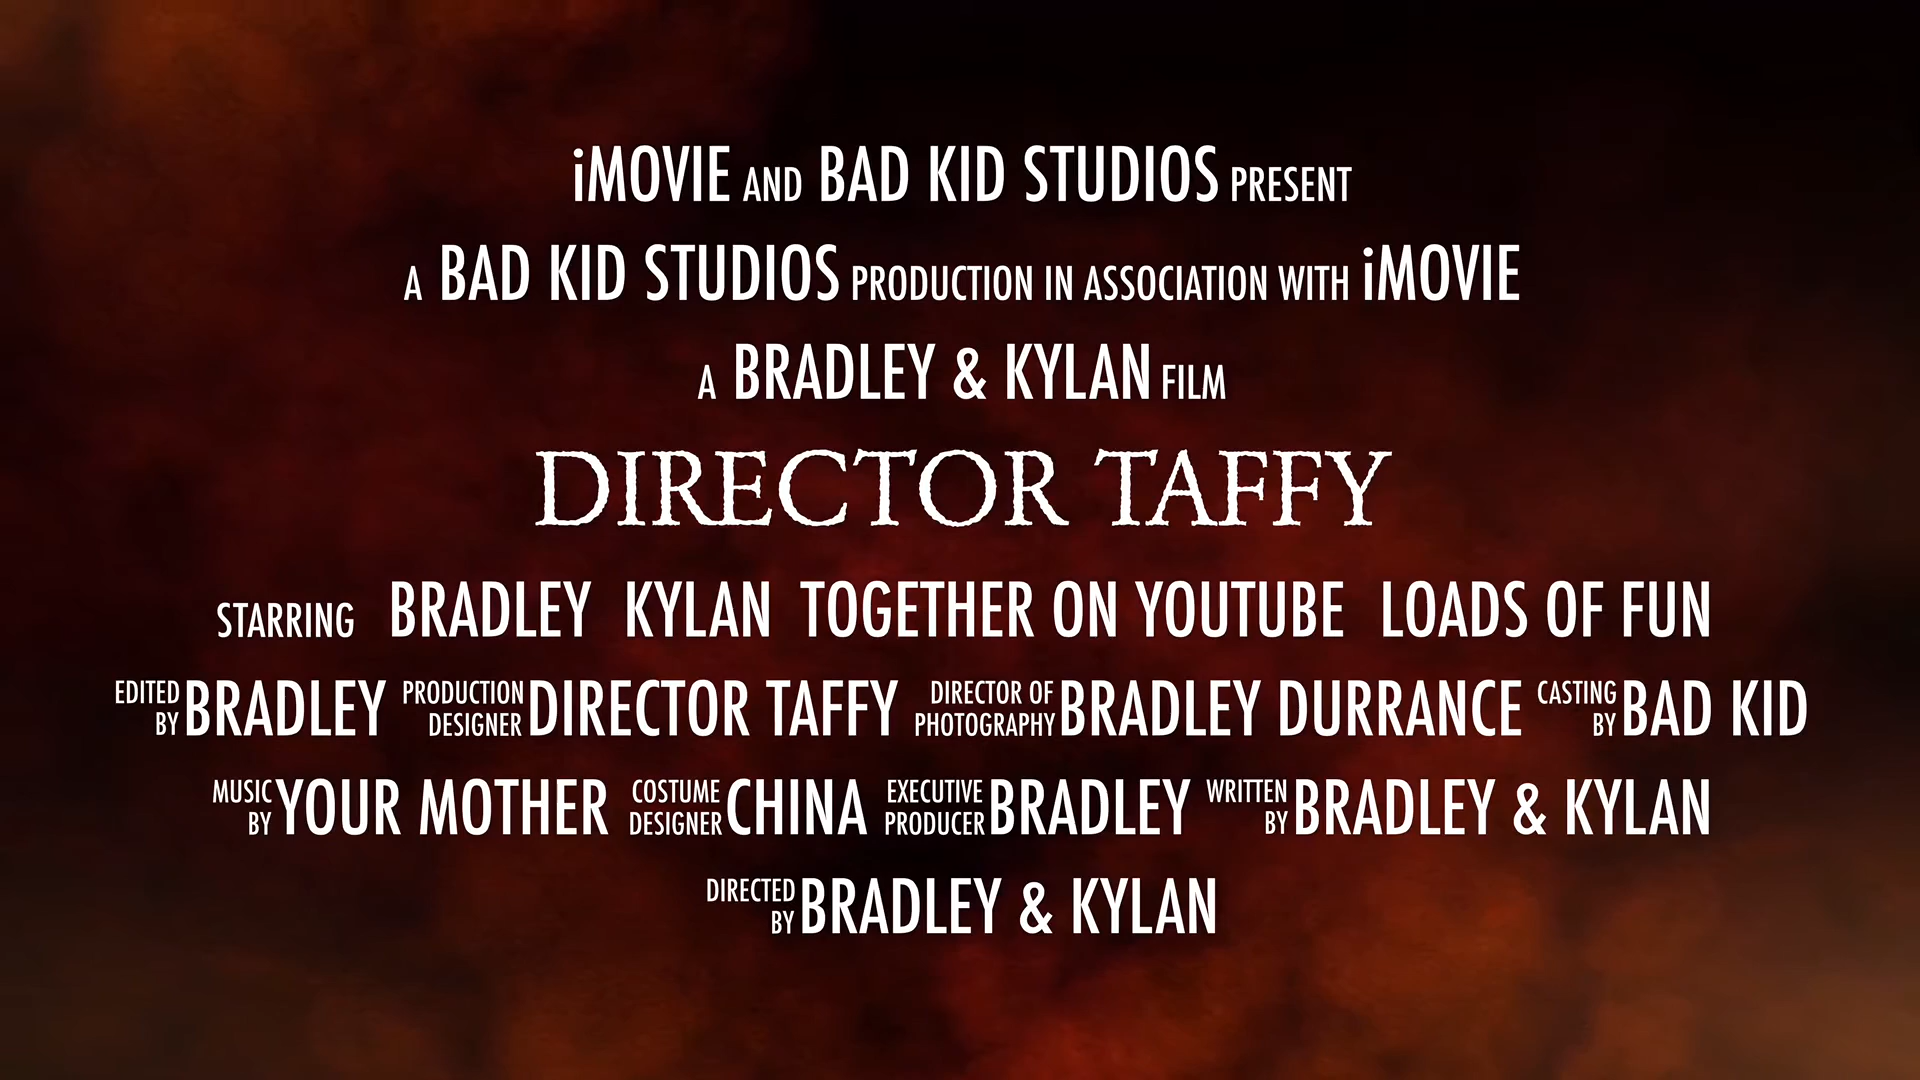 iMOVIE AND BAD KID STUDIOS PRESENT
A BAD KID STUDIOS PRODUCTION IN ASSOCIATION WITH iMOVIE
A BRADLEY & KYLAN FILM
DIRECTOR TAFFY
STARRING BRADLEY KYLAN TOGETHER ON YOUTUBE LOADS OF FUN
EDITED BY BRADLEY PRODUCTION DESIGNER DIRECTOR TAFFY DIRECTOR OF PHOTOGRAPHY BRADLEY DURRANCE CASTING BY BAD KID
MUSIC BY YOUR MOTHER COSTUME DESIGNER CHINA EXECUTIVE PRODUCER BRADLEY WRITTEN BY BRADLEY & KYLAN
DIRECTED BY BRADLEY & KYLAN